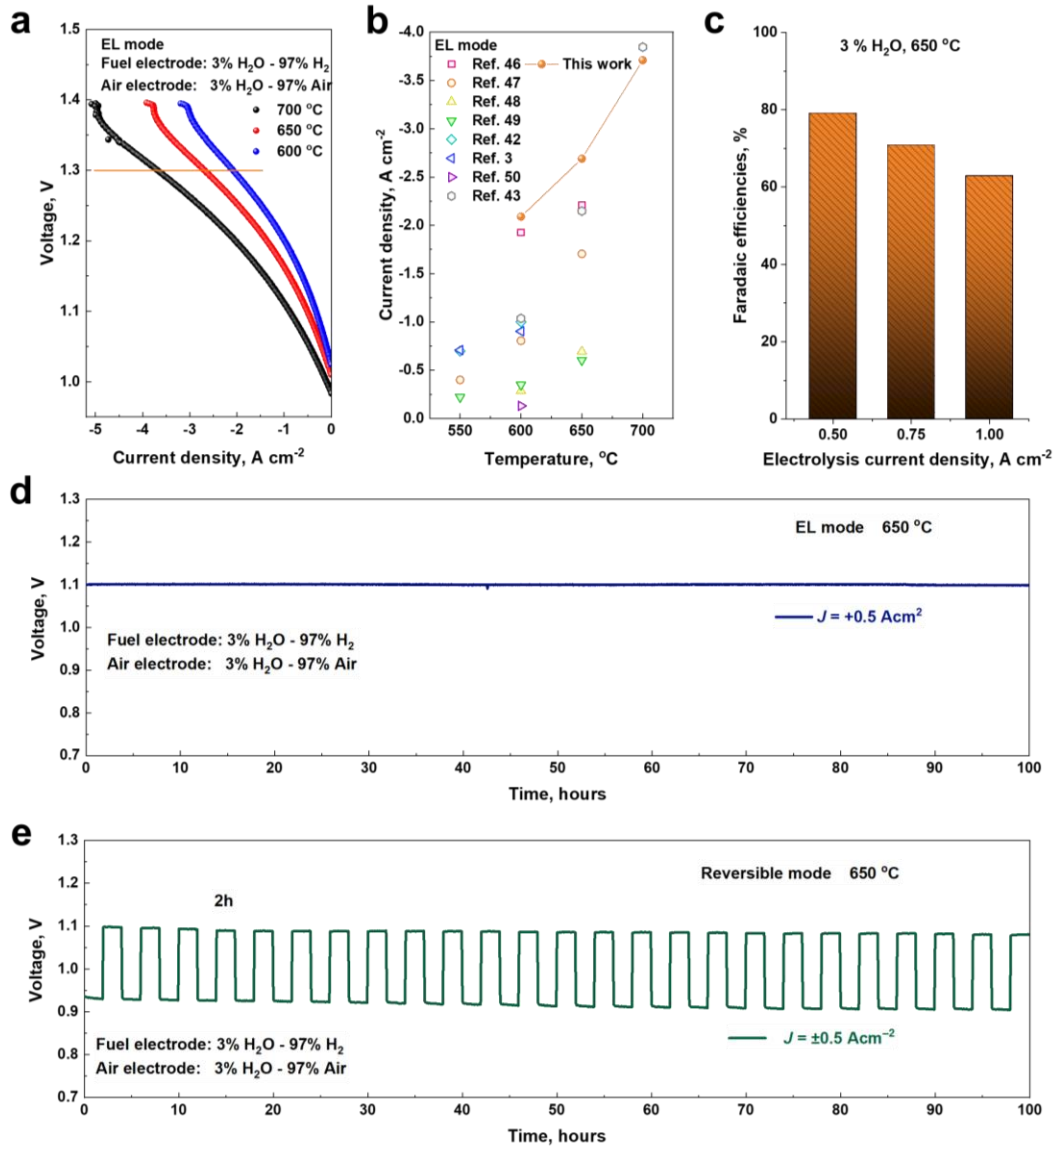 a
1.5
1.4
1.3
1.2
1.1
1.0
Voltage, V
EL mode
Fuel electrode: 3% H₂O - 97% H₂
Air electrode: 3% H₂O - 97% Air
700 °C
650 °C
600 °C
-5 -4 -3 -2 -1 0
Current density, A cm⁻²
b
-4.0
-3.5
-3.0
-2.5
-2.0
-1.5
-1.0
-0.5
0.0
Current density, A cm⁻²
EL mode
Ref. 46 This work
Ref. 47
Ref. 48
Ref. 49
Ref. 42
Ref. 3
Ref. 50
Ref. 43
550 600 650 700
Temperature, °C
c
100
80
60
40
20
0
Faradaic efficiencies, %
3 % H₂O, 650 °C
0.50 0.75 1.00
Electrolysis current density, A cm⁻²
d
1.3
1.2
1.1
1.0
0.9
0.8
0.7
Voltage, V
EL mode 650 °C
J = +0.5 Acm²
Fuel electrode: 3% H₂O - 97% H₂
Air electrode: 3% H₂O - 97% Air
0 10 20 30 40 50 60 70 80 90 100
Time, hours
e
1.3
1.2
1.1
1.0
0.9
0.8
0.7
Voltage, V
Reversible mode 650 °C
2h
J = ±0.5 Acm⁻²
Fuel electrode: 3% H₂O - 97% H₂
Air electrode: 3% H₂O - 97% Air
0 10 20 30 40 50 60 70 80 90 100
Time, hours